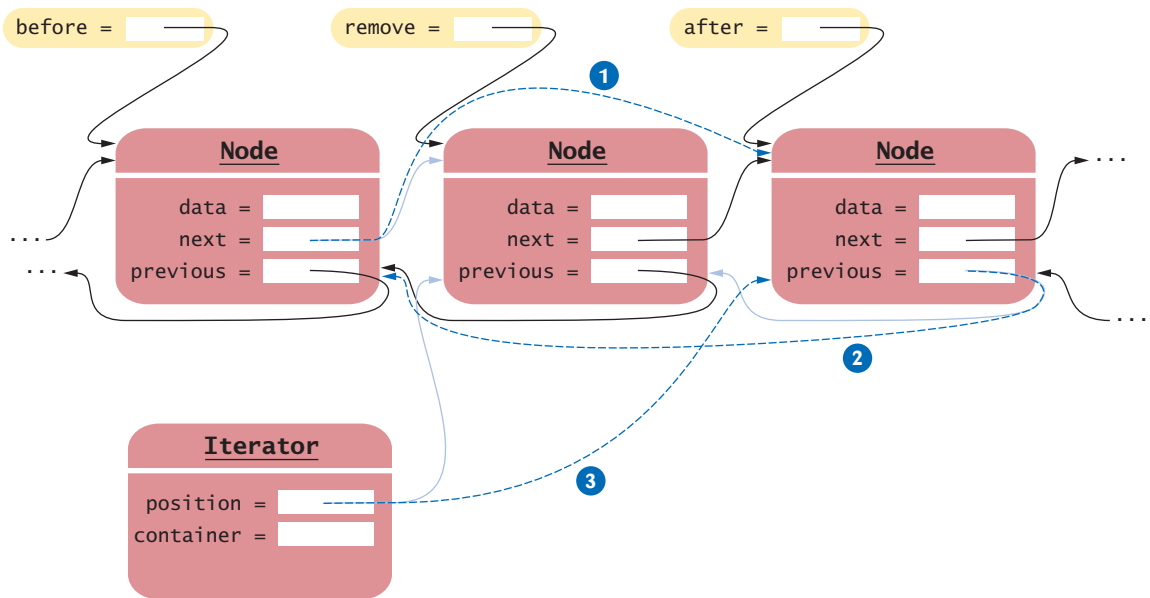 before =
remove =
after =
1
Node
data =
next =
previous =
Node
data =
next =
previous =
Node
data =
next =
previous =
...
...
...
...
2
Iterator
position =
container =
3